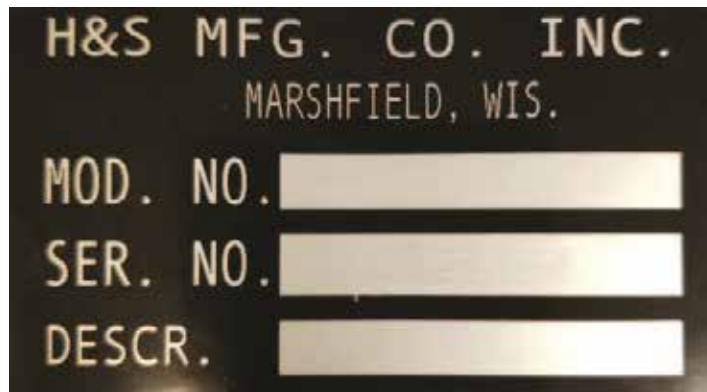 H&S MFG. CO. INC.
MARSHFIELD, WIS.
MOD. NO.
SER. NO.
DESCR.